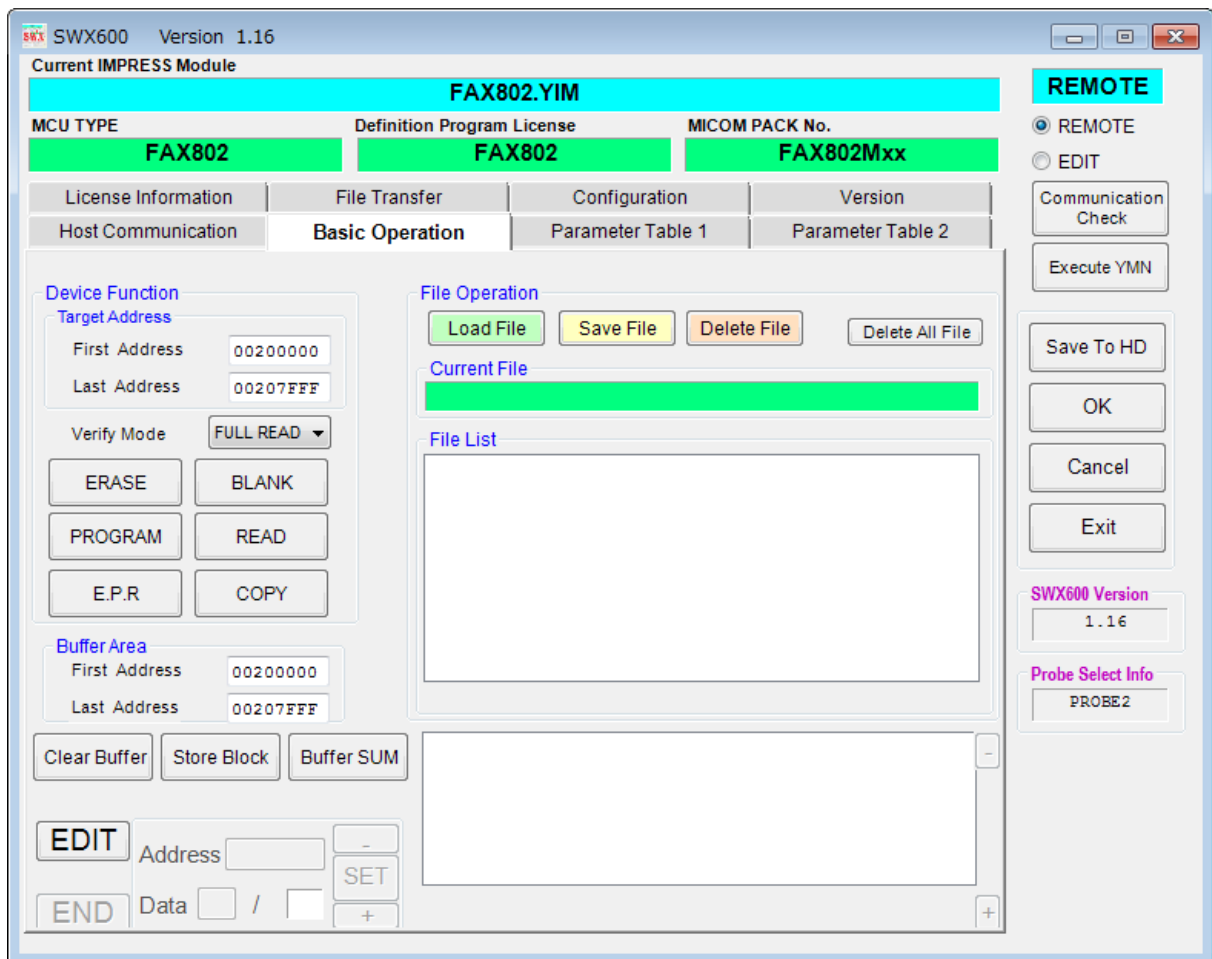 SWX SWX600 Version 1.16
Current IMPRESS Module
FAX802.YIM
MCU TYPE Definition Program License MICOM PACK No.
FAX802 FAX802 FAX802Mxx
License Information File Transfer Configuration Version
Host Communication Basic Operation Parameter Table 1 Parameter Table 2
Device Function
Target Address
First Address 00200000
Last Address 00207FFF
Verify Mode FULL READ
ERASE BLANK
PROGRAM READ
E.P.R COPY
Buffer Area
First Address 00200000
Last Address 00207FFF
Clear Buffer Store Block Buffer SUM
EDIT Address - SET
END Data / +
File Operation
Load File Save File Delete File Delete All File
Current File
File List
-
+
REMOTE
REMOTE
EDIT
Communication
Check
Execute YMN
Save To HD
OK
Cancel
Exit
SWX600 Version
1.16
Probe Select Info
PROBE2